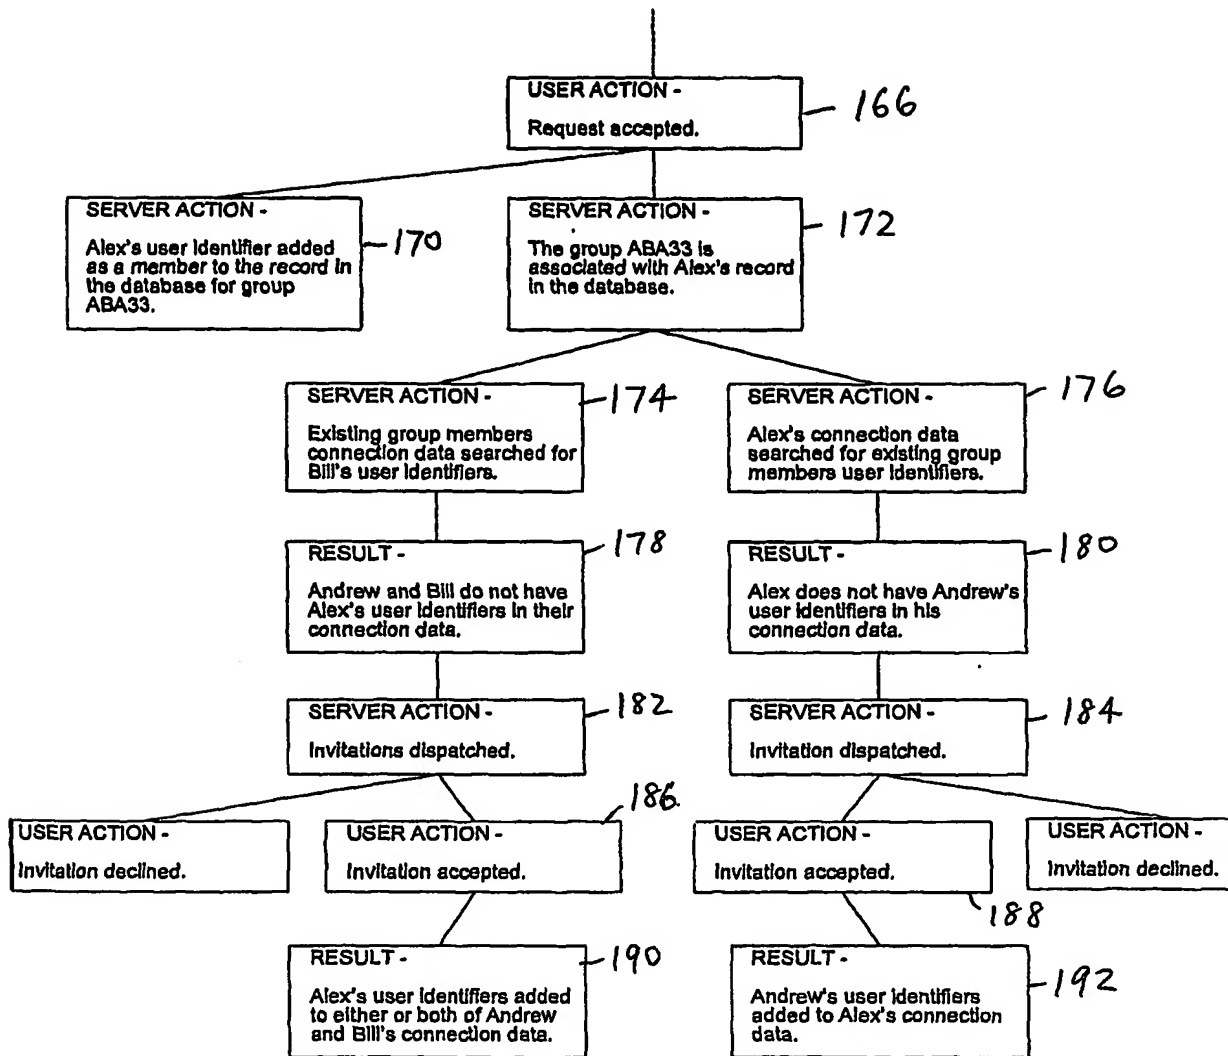 USER ACTION -
Request accepted.
166
SERVER ACTION -
Alex's user identifier added
as a member to the record in
the database for group
ABA33.
170
SERVER ACTION -
The group ABA33 is
associated with Alex's record
in the database.
172
SERVER ACTION -
Existing group members
connection data searched for
Bill's user identifiers.
174
SERVER ACTION -
Alex's connection data
searched for existing group
members user identifiers.
176
RESULT -
Andrew and Bill do not have
Alex's user identifiers in their
connection data.
178
RESULT -
Alex does not have Andrew's
user identifiers in his
connection data.
180
SERVER ACTION -
Invitations dispatched.
182
SERVER ACTION -
Invitation dispatched.
184
USER ACTION -
Invitation declined.
USER ACTION -
Invitation accepted.
186
USER ACTION -
Invitation accepted.
188
USER ACTION -
Invitation declined.
RESULT -
Alex's user identifiers added
to either or both of Andrew
and Bill's connection data.
190
RESULT -
Andrew's user identifiers
added to Alex's connection
data.
192